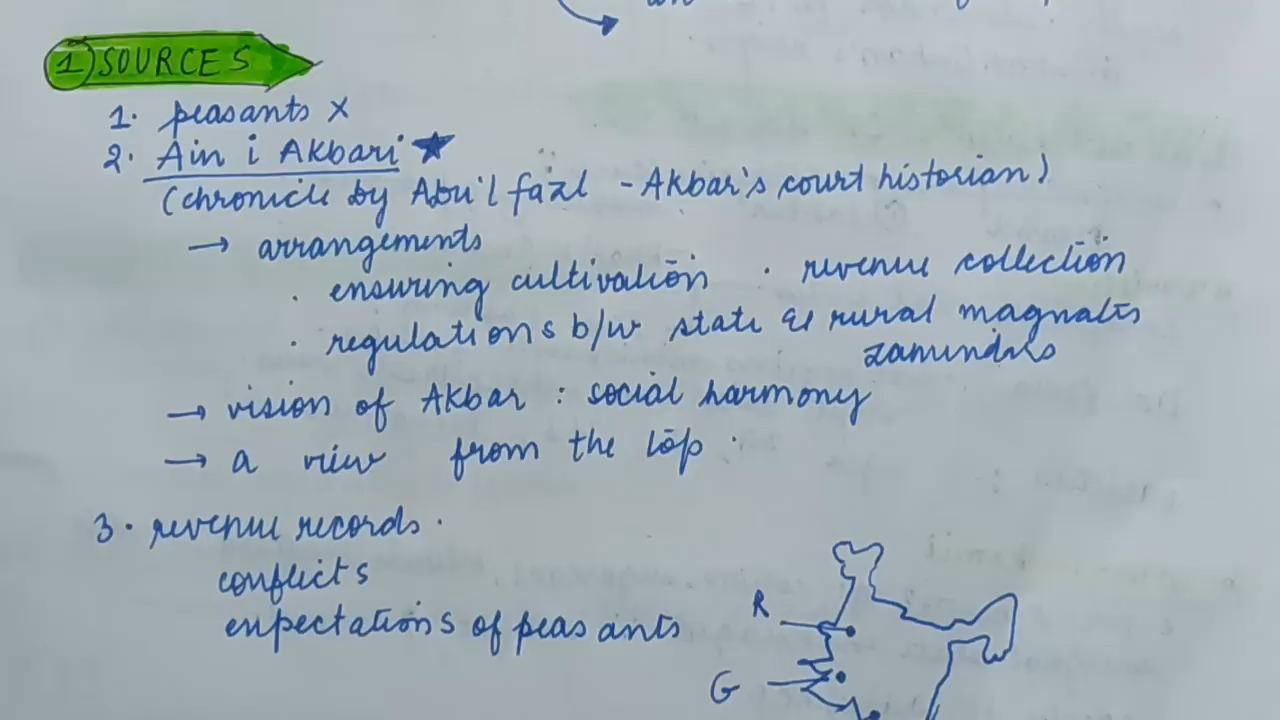 1 SOURCES
1. peasants X
2. Ain i Akbari ★
(chronicle by Abu'l fazl - Akbar's court historian)
→ arrangements
. ensuring cultivation . revenue collection
. regulations b/w state & rural magnates
zamindars
→ vision of Akbar : social harmony
→ a view from the top .
3. revenue records .
conflicts
expectations of peasants
R
G